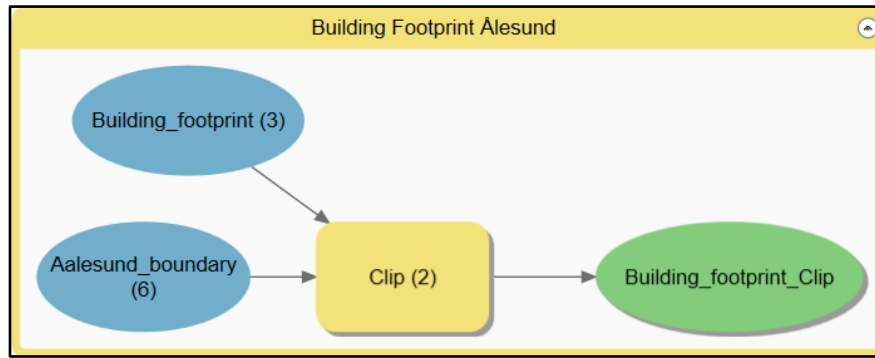 Building Footprint Ålesund
Building_footprint (3)
Aalesund_boundary
(6)
Clip (2)
Building_footprint_Clip